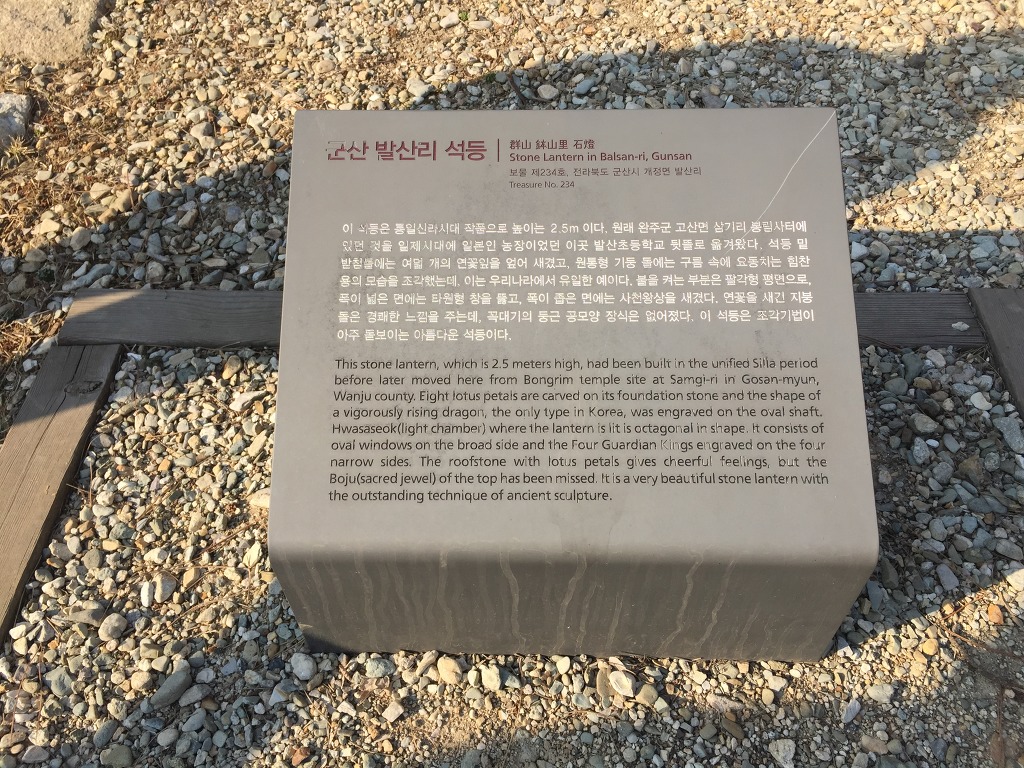 군산 발산리 석등
群山 鉢山里 石燈
Stone Lantern in Balsan-ri, Gunsan
보물 제234호, 전라북도 군산시 개정면 발산리
Treasure No. 234
이 석등은 통일신라시대 작품으로 높이는 2.5m 이다. 원래 완주군 고산면 삼기리 봉림사터에
있던 것을 일제시대에 일본인 농장이었던 이곳 발산초등학교 뒷뜰로 옮겨왔다. 석등 밑
받침돌에는 여덟 개의 연꽃잎을 엎어 새겼고, 원통형 기둥 돌에는 구름 속에 요동치는 힘찬
용의 모습을 조각했는데, 이는 우리나라에서 유일한 예이다. 불을 켜는 부분은 팔각형 평면으로,
폭이 넓은 면에는 타원형 창을 뚫고, 폭이 좁은 면에는 사천왕상을 새겼다. 연꽃을 새긴 지붕
돌은 경쾌한 느낌을 주는데, 꼭대기의 둥근 공모양 장식은 없어졌다. 이 석등은 조각기법이
아주 돋보이는 아름다운 석등이다.
This stone lantern, which is 2.5 meters high, had been built in the unified Silla period
before later moved here from Bongrim temple site at Samgi-ri in Gosan-myun,
Wanju county. Eight lotus petals are carved on its foundation stone and the shape of
a vigorously rising dragon, the only type in Korea, was engraved on the oval shaft.
Hwasaseok(light chamber) where the lantern is lit is octagonal in shape. It consists of
oval windows on the broad side and the Four Guardian Kings engraved on the four
narrow sides. The roofstone with lotus petals gives cheerful feelings, but the
Boju(sacred jewel) of the top has been missed. It is a very beautiful stone lantern with
the outstanding technique of ancient sculpture.